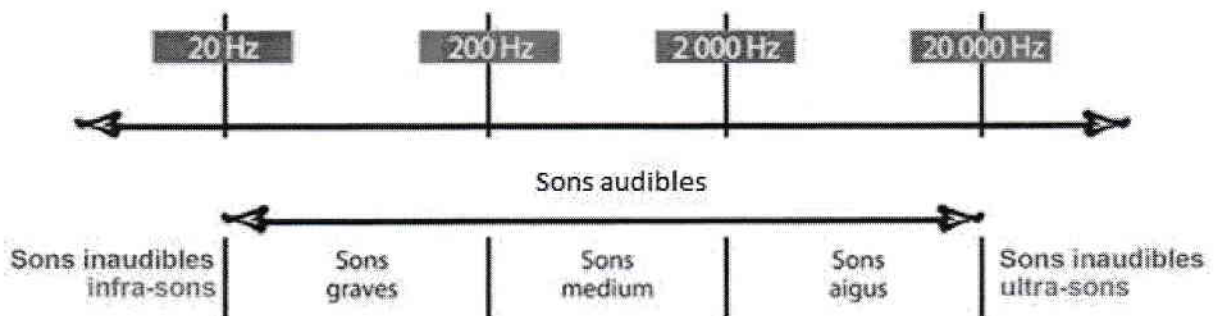 20 Hz 200 Hz 2 000 Hz 20 000 Hz
Sons audibles
Sons inaudibles Sons Sons Sons Sons inaudibles
infra-sons graves medium aigus ultra-sons